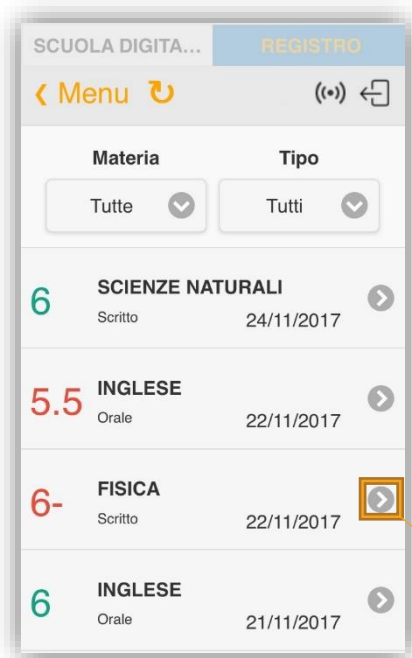 SCUOLA DIGITA... REGISTRO
Menu
Materia Tipo
Tutte Tutti
6 SCIENZE NATURALI
Scritto 24/11/2017
5.5 INGLESE
Orale 22/11/2017
6- FISICA
Scritto 22/11/2017
6 INGLESE
Orale 21/11/2017